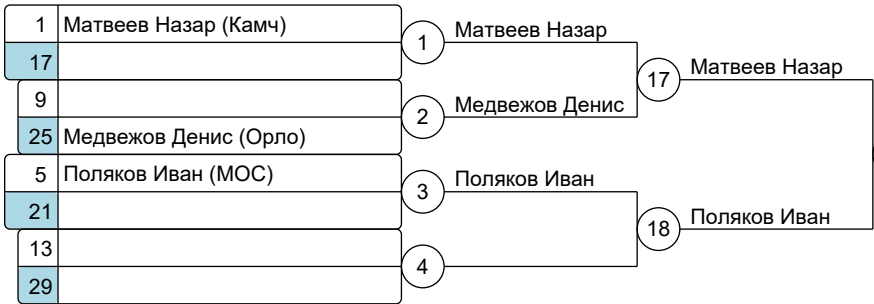 1 Матвеев Назар (Камч)
17
1 Матвеев Назар
9
25 Медвежов Денис (Орло)
2 Медвежов Денис
17 Матвеев Назар
5 Поляков Иван (МОС)
21
3 Поляков Иван
13
29
4
18 Поляков Иван